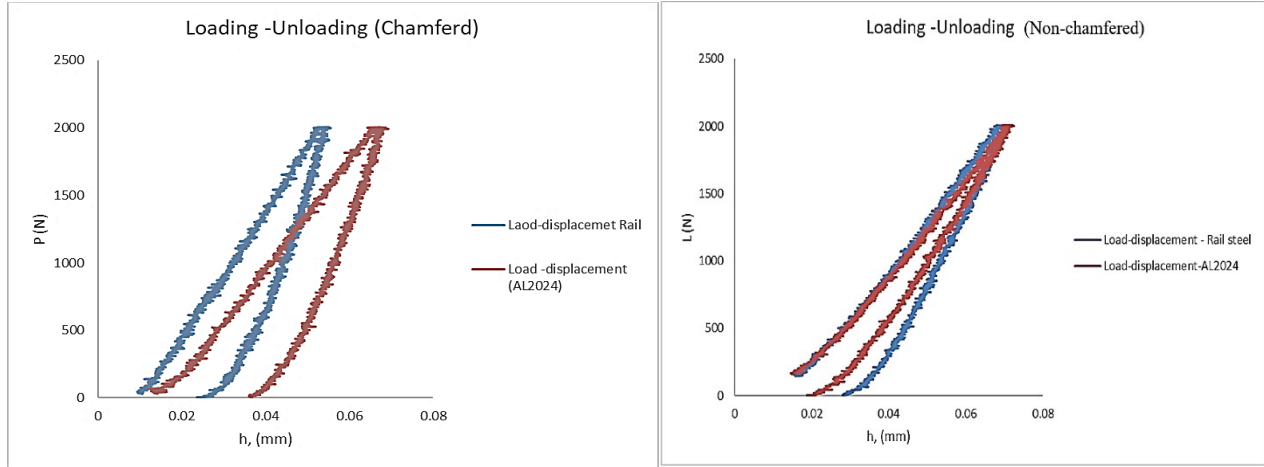 Loading -Unloading (Chamferd)
2500
2000
1500
1000
500
0
P (N)
0 0.02 0.04 0.06 0.08
h, (mm)
Laod-displacemet Rail
Load -displacement
(AL2024)
Loading -Unloading (Non-chamfered)
2500
2000
1500
1000
500
0
L (N)
0 0.02 0.04 0.06 0.08
h, (mm)
Load-displacement - Rail steel
Load-displacement-AL2024